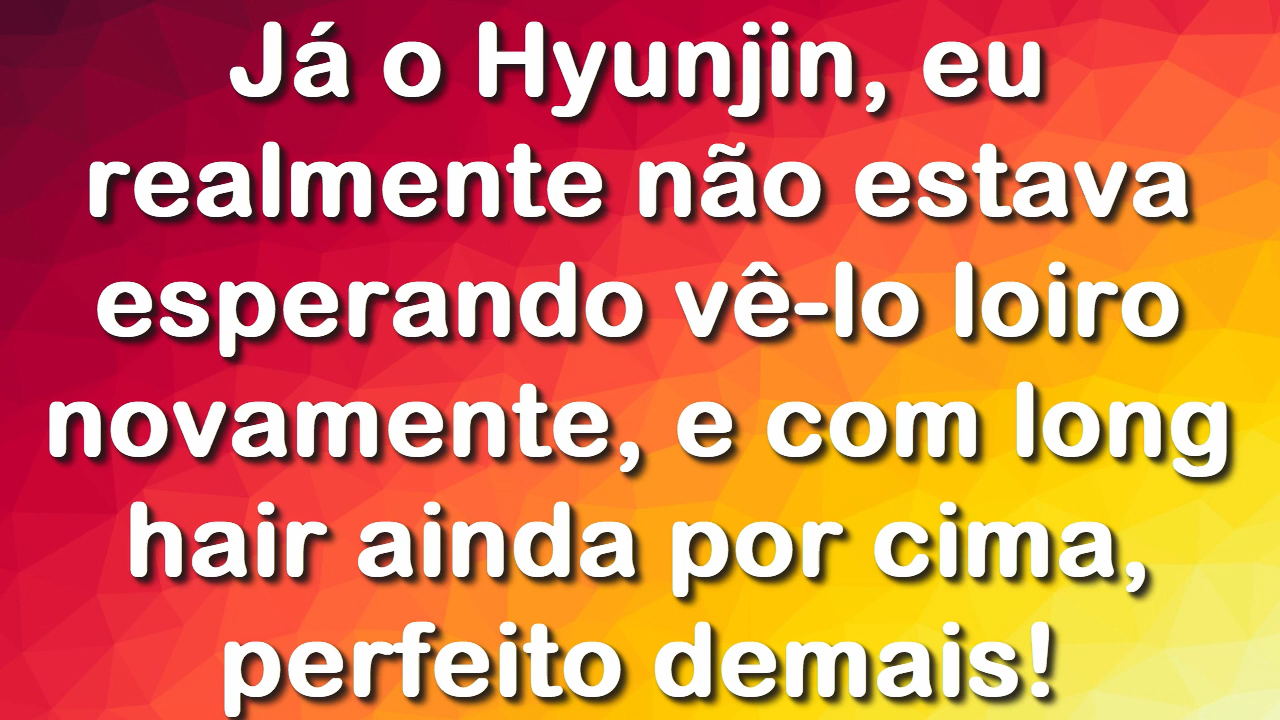 Já o Hyunjin, eu
realmente não estava
esperando vê-lo loiro
novamente, e com long
hair ainda por cima,
perfeito demais!